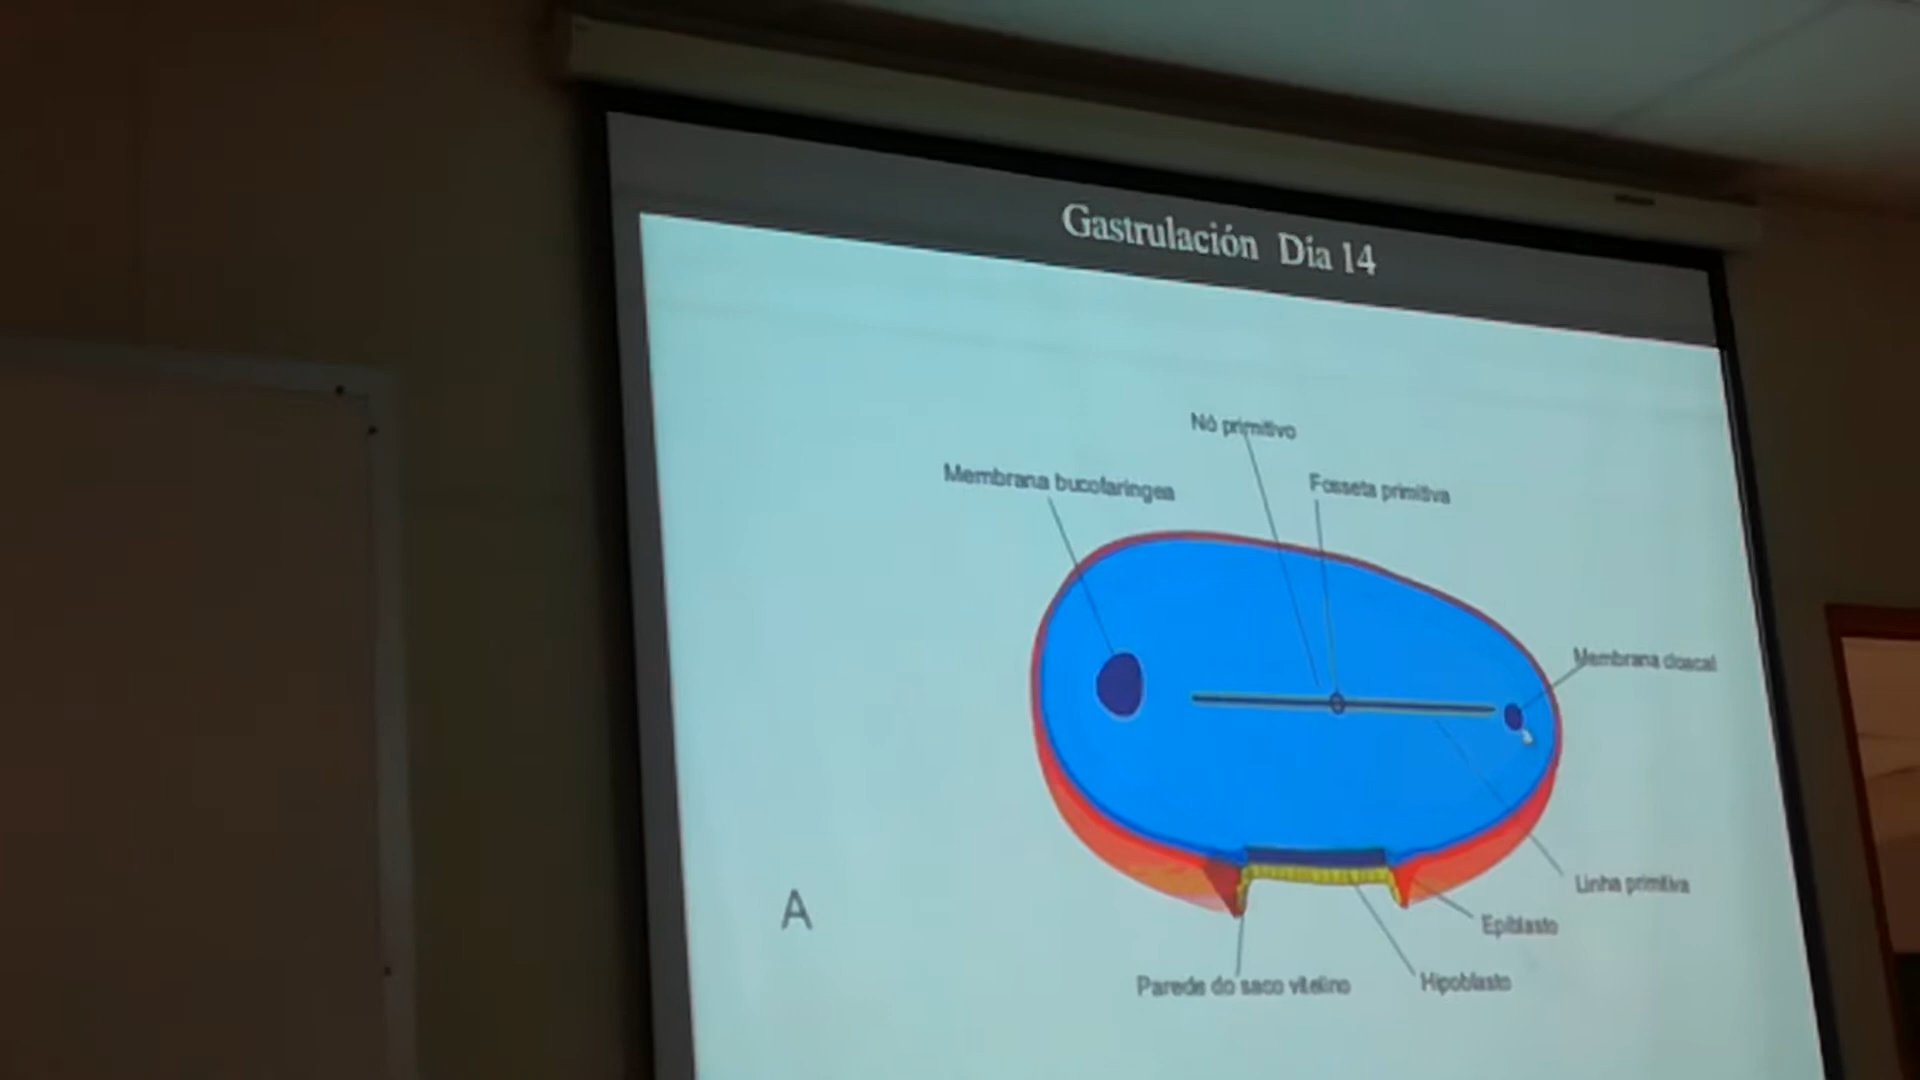 Gastrulación Dia 14
Nó primitivo
Membrana bucofaringea
Fosseta primitiva
Membrana cloacal
Linha primitiva
Epiblasto
A
Parede do saco vitelino
Hipoblasto